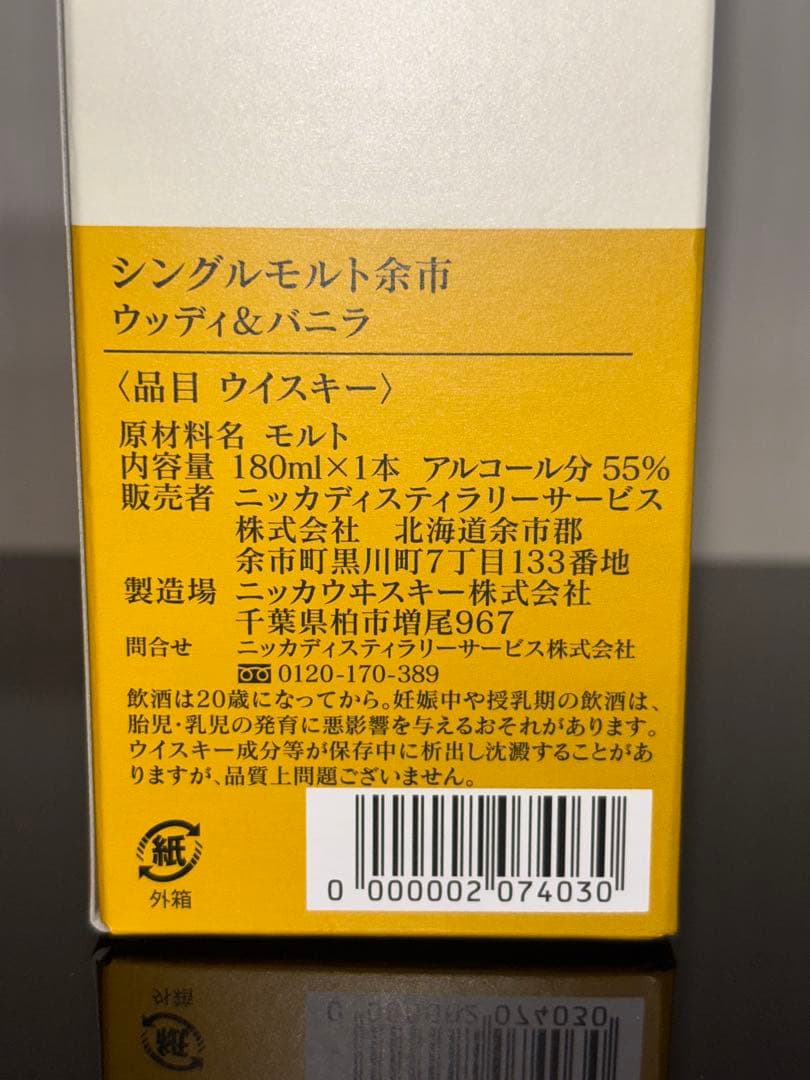 シングルモルト余市
ウッディ&バニラ
〈品目 ウイスキー〉
原材料名 モルト
内容量 180ml×1本 アルコール分 55%
販売者 ニッカディスティラリーサービス
株式会社 北海道余市郡
余市町黒川町7丁目133番地
製造場 ニッカウヰスキー株式会社
千葉県柏市増尾967
問合せ ニッカディスティラリーサービス株式会社
0120-170-389
飲酒は20歳になってから。妊娠中や授乳期の飲酒は、
胎児・乳児の発育に悪影響を与えるおそれがあります。
ウイスキー成分等が保存中に析出し沈澱することがあ
りますが、品質上問題ございません。
紙
外箱
0 000002 074030